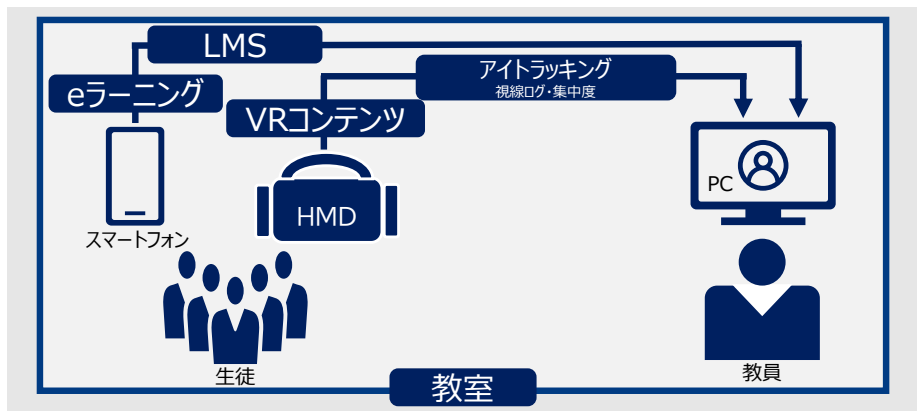 LMS
eラーニング
アイトラッキング
視線ログ・集中度
VRコンテンツ
HMD
PC
スマートフォン
生徒
教員
教室